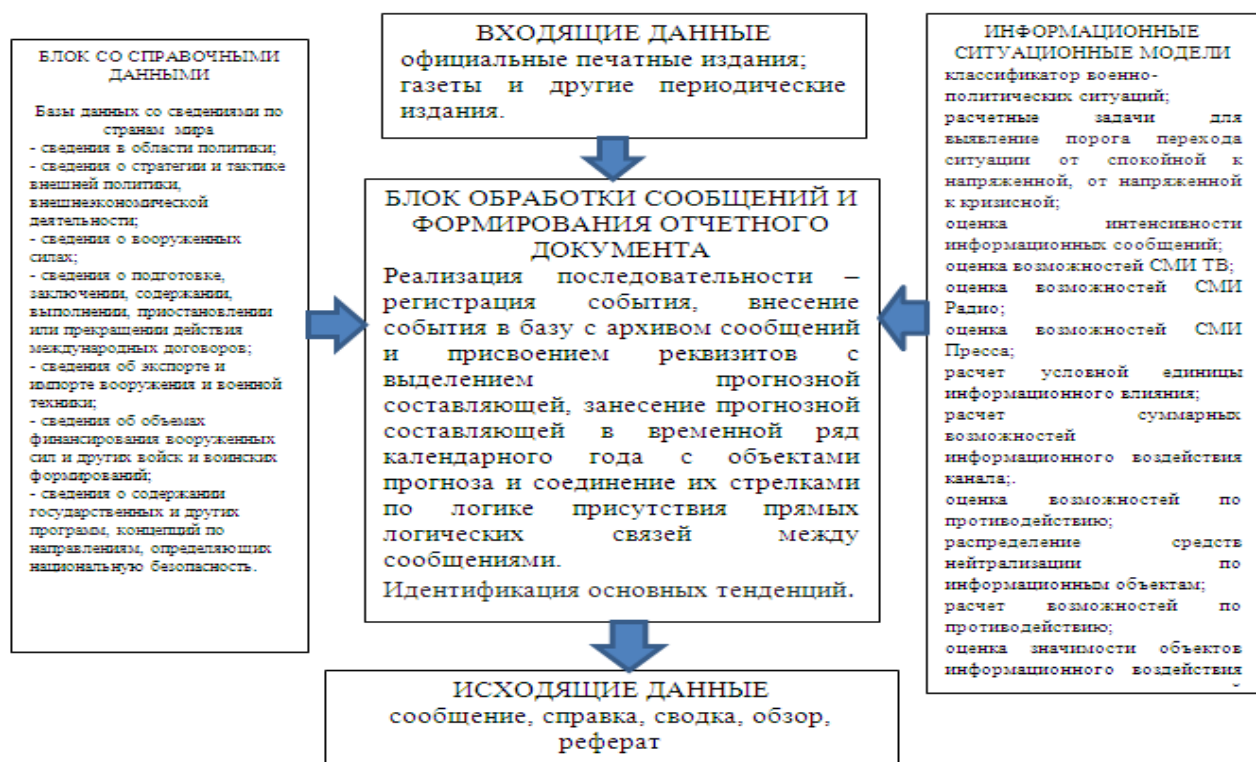 БЛОК СО СПРАВОЧНЫМИ
ДАННЫМИ
Базы данных со сведениями по
странам мира
- сведения в области политики;
- сведения о стратегии и тактике
внешней политики,
внешнеэкономической
деятельности;
- сведения о вооруженных
силах;
- сведения о подготовке,
заключении, содержании,
выполнении, приостановлении
или прекращении действия
международных договоров;
- сведения об экспорте и
импорте вооружения и военной
техники;
- сведения об объемах
финансирования вооруженных
сил и других войск и воинских
формирований;
- сведения о содержании
государственных и других
программ, концепций по
направлениям, определяющих
национальную безопасность.
ВХОДЯЩИЕ ДАННЫЕ
официальные печатные издания;
газеты и другие периодические
издания.
БЛОК ОБРАБОТКИ СООБЩЕНИЙ И
ФОРМИРОВАНИЯ ОТЧЕТНОГО
ДОКУМЕНТА
Реализация последовательности –
регистрация события, внесение
события в базу с архивом сообщений
и присвоением реквизитов с
выделением прогнозной
составляющей, занесение прогнозной
составляющей в временной ряд
календарного года с объектами
прогноза и соединение их стрелками
по логике присутствия прямых
логических связей между
сообщениями.
Идентификация основных тенденций.
ИСХОДЯЩИЕ ДАННЫЕ
сообщение, справка, сводка, обзор,
реферат
ИНФОРМАЦИОННЫЕ
СИТУАЦИОННЫЕ МОДЕЛИ
классификатор военно-
политических ситуаций;
расчетные задачи для
выявление порога перехода
ситуации от спокойной к
напряженной, от напряженной
к кризисной;
оценка интенсивности
информационных сообщений;
оценка возможностей СМИ ТВ;
оценка возможностей СМИ
Радио;
оценка возможностей СМИ
Пресса;
расчет условной единицы
информационного влияния;
расчет суммарных
возможностей
информационного воздействия
канала;.
оценка возможностей по
противодействию;
распределение средств
нейтрализации по
информационным объектам;
расчет возможностей по
противодействию;
оценка значимости объектов
информационного воздействия